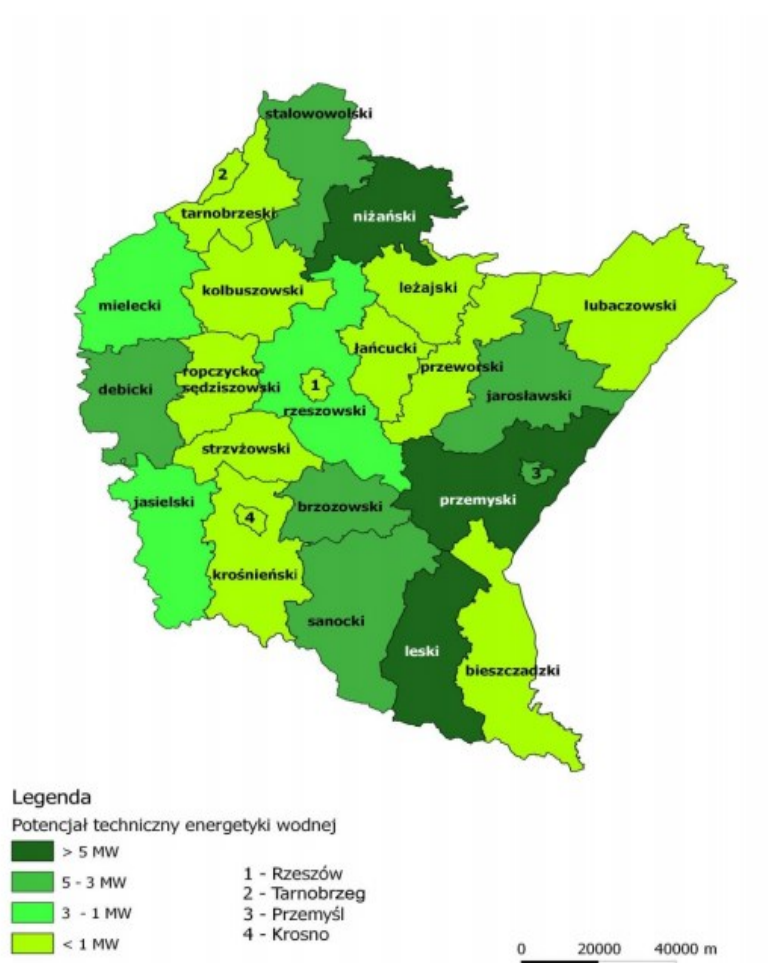 stalowowolski
2
tarnobrzeski
niżański
kolbuszowski
leżajski
mielecki
lubaczowski
łańcucki
ropczycko-
sędziszowski
przeworski
debicki
1
jarosławski
rzeszowski
strzyżowski
3
jasielski
brzozowski
przemyski
4
krośnieński
sanocki
leski
bieszczadzki
Legenda
Potencjał techniczny energetyki wodnej
> 5 MW
5 - 3 MW
3 - 1 MW
< 1 MW
1 - Rzeszów
2 - Tarnobrzeg
3 - Przemyśl
4 - Krosno
0 20000 40000 m